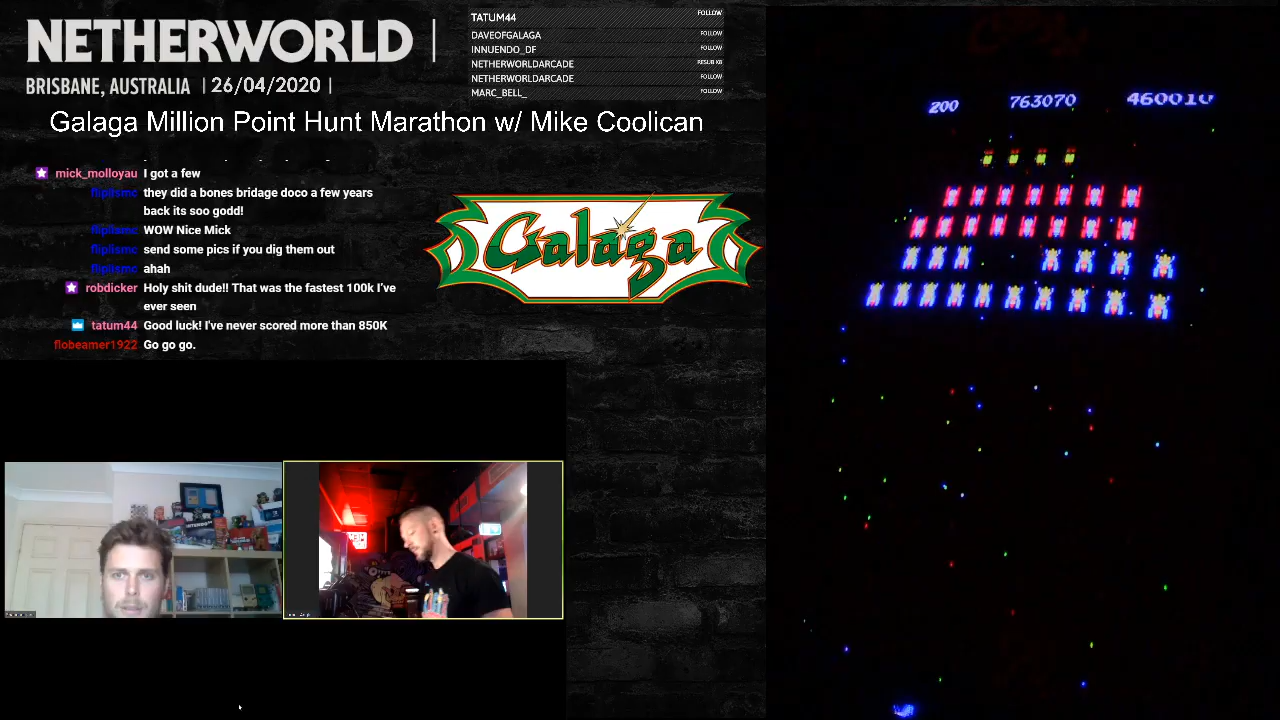 NETHERWORLD |
BRISBANE, AUSTRALIA | 26/04/2020 |
TATUM44 FOLLOW
DAVEOFGALAGA FOLLOW
INNUENDO_DF FOLLOW
NETHERWORLDARCADE RESUB X8
NETHERWORLDARCADE FOLLOW
MARC_BELL_ FOLLOW
Galaga Million Point Hunt Marathon w/ Mike Coolican
mick_molloyau I got a few
fliplismc they did a bones bridage doco a few years
back its soo godd!
fliplismc WOW Nice Mick
fliplismc send some pics if you dig them out
fliplismc ahah
robdicker Holy shit dude!! That was the fastest 100k I've
ever seen
tatum44 Good luck! I've never scored more than 850K
flobeamer1922 Go go go.
Galaga
200 763070 460010